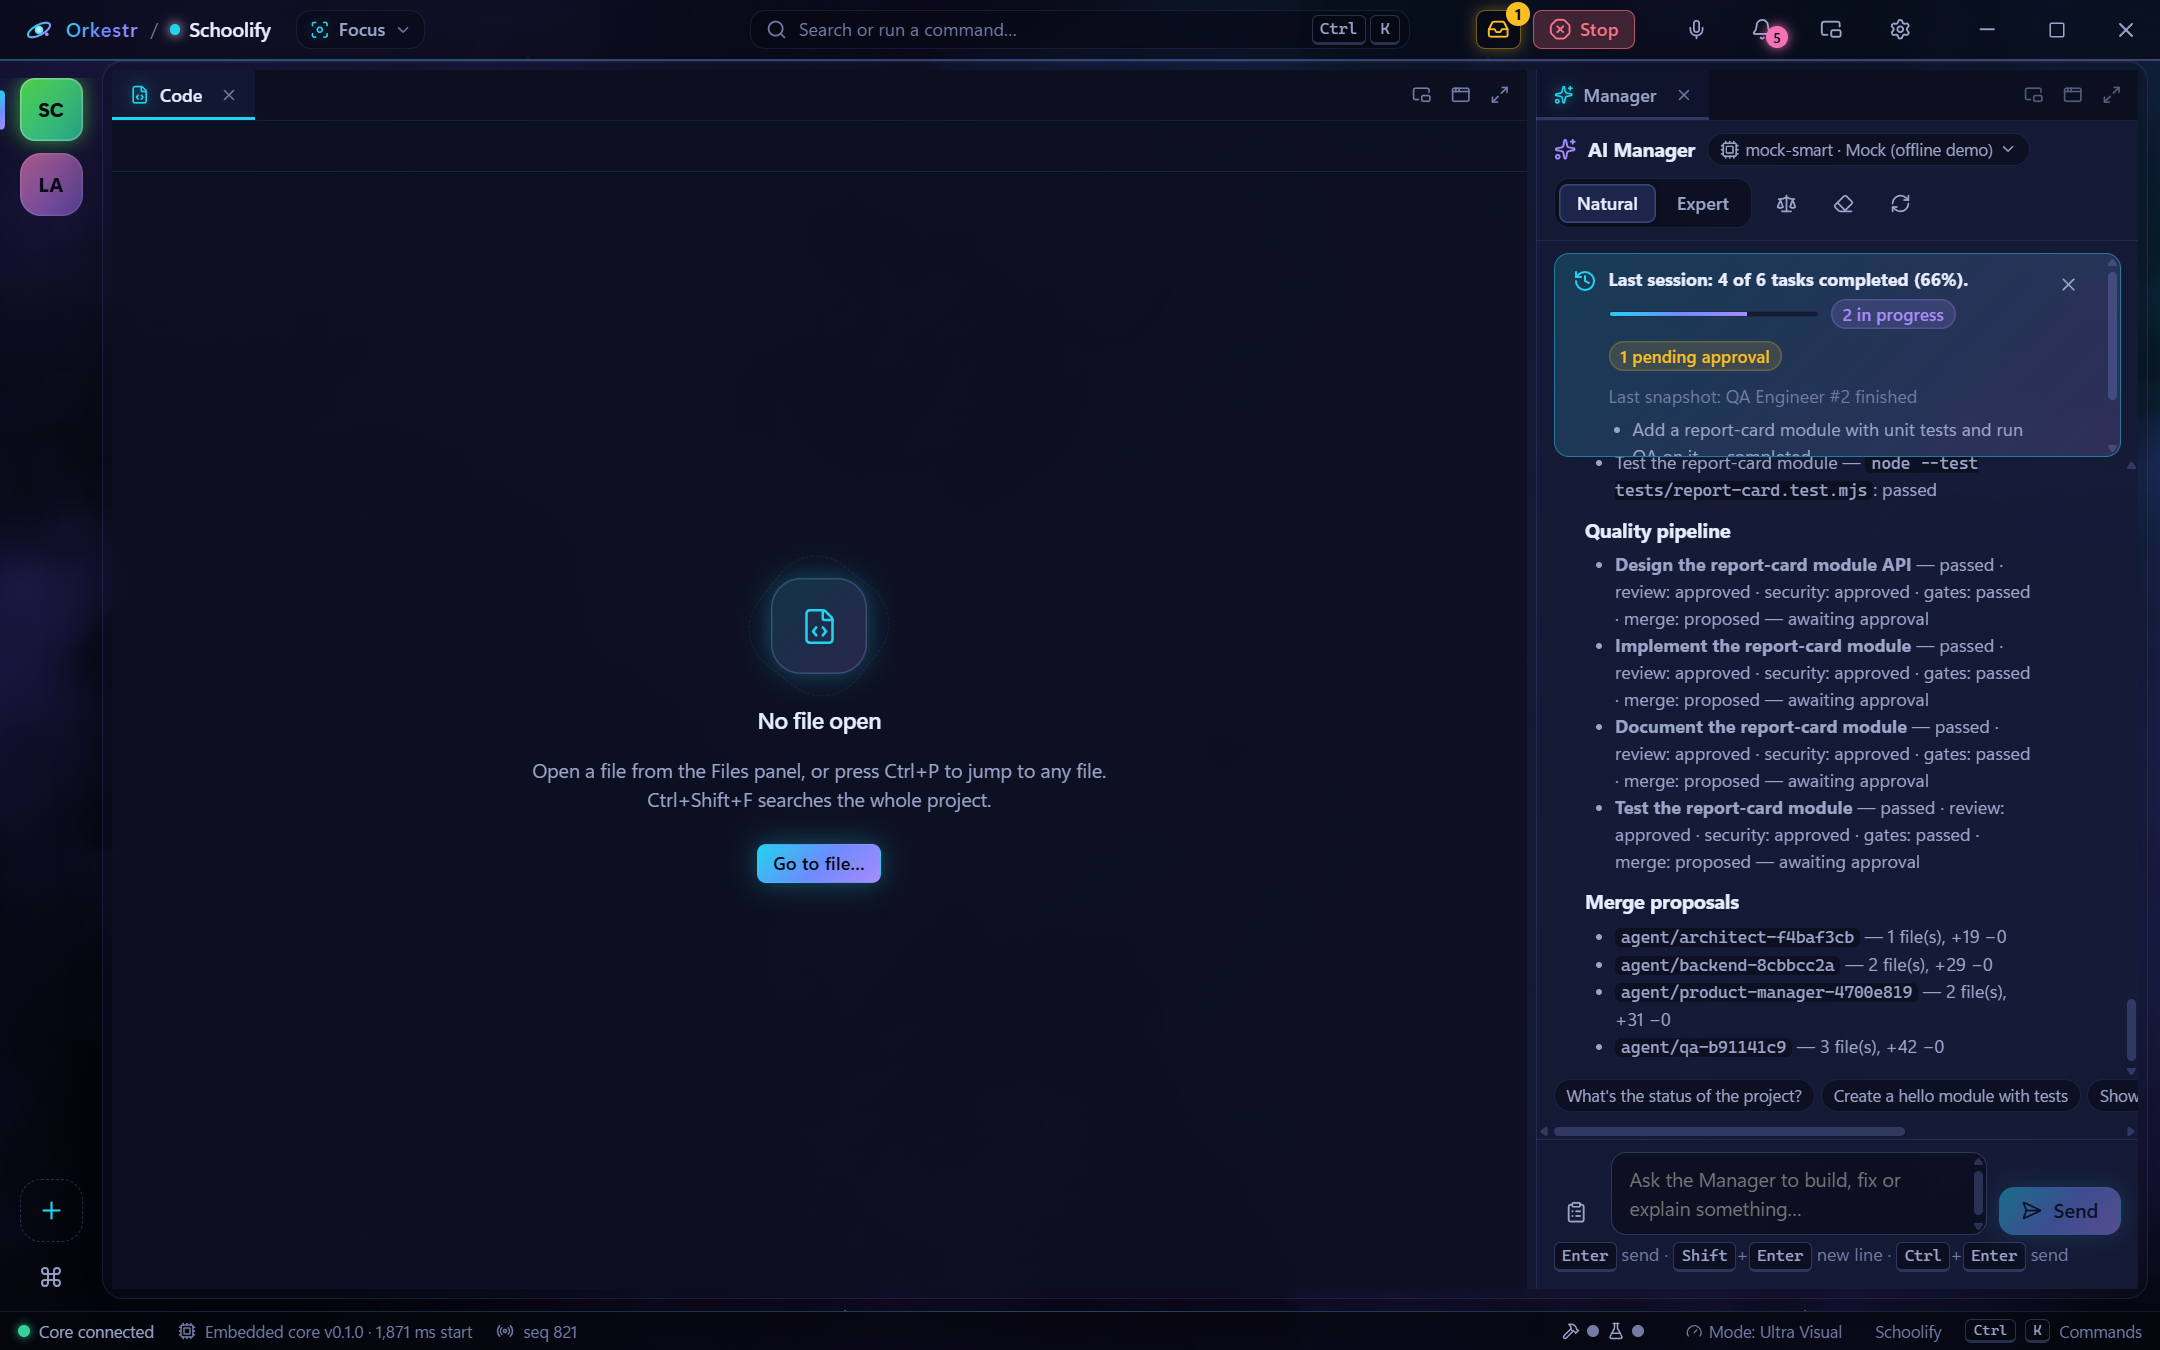 Orkestr / Schoolify
Focus
Search or run a command...
Ctrl K
1
Stop
5
SC
LA
Code
Manager
AI Manager
mock-smart · Mock (offline demo)
Natural
Expert
Last session: 4 of 6 tasks completed (66%).
2 in progress
1 pending approval
Last snapshot: QA Engineer #2 finished
Add a report-card module with unit tests and run
QA on it — completed
Test the report-card module — node --test
tests/report-card.test.mjs : passed
Quality pipeline
Design the report-card module API — passed ·
review: approved · security: approved · gates: passed
· merge: proposed — awaiting approval
Implement the report-card module — passed ·
review: approved · security: approved · gates: passed
· merge: proposed — awaiting approval
Document the report-card module — passed ·
review: approved · security: approved · gates: passed
· merge: proposed — awaiting approval
Test the report-card module — passed · review:
approved · security: approved · gates: passed ·
merge: proposed — awaiting approval
Merge proposals
agent/architect-f4baf3cb — 1 file(s), +19 −0
agent/backend-8cbbcc2a — 2 file(s), +29 −0
agent/product-manager-4700e819 — 2 file(s),
+31 −0
agent/qa-b91141c9 — 3 file(s), +42 −0
What's the status of the project?
Create a hello module with tests
Show
Ask the Manager to build, fix or
explain something...
Send
Enter send · Shift + Enter new line · Ctrl + Enter send
No file open
Open a file from the Files panel, or press Ctrl+P to jump to any file.
Ctrl+Shift+F searches the whole project.
Go to file...
Core connected
Embedded core v0.1.0 · 1,871 ms start
seq 821
Mode: Ultra Visual
Schoolify
Ctrl K Commands